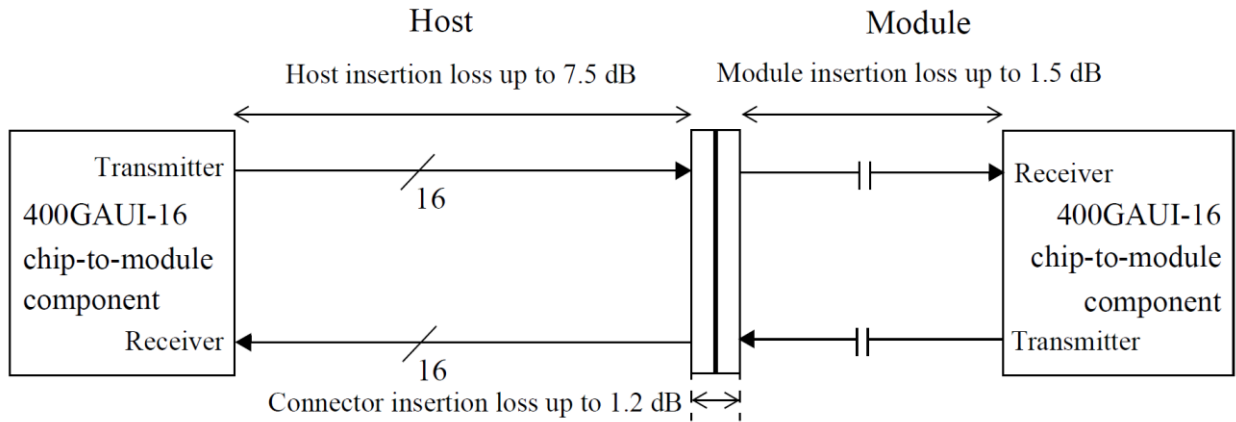 Host
Module
Host insertion loss up to 7.5 dB
Module insertion loss up to 1.5 dB
Transmitter
16
Receiver
400GAUI-16
chip-to-module
component
400GAUI-16
chip-to-module
component
Receiver
16
Transmitter
Connector insertion loss up to 1.2 dB